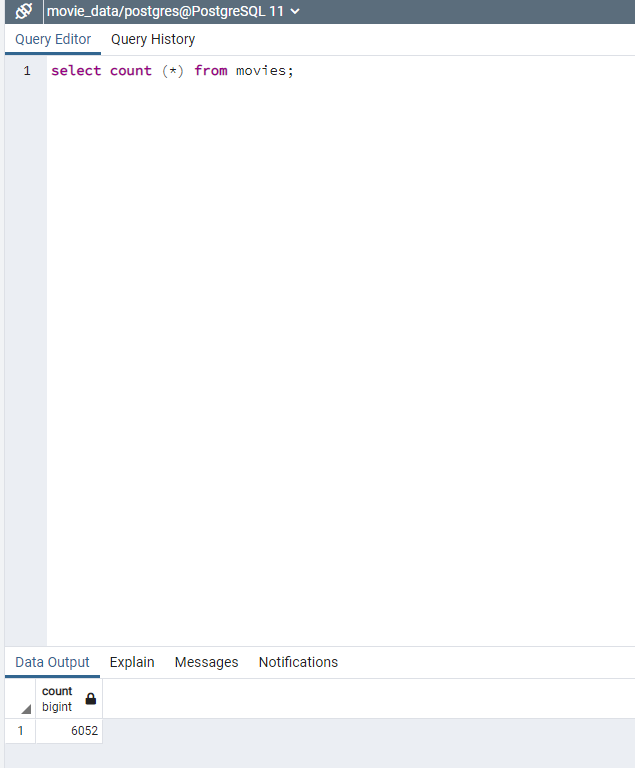 movie_data/postgres@PostgreSQL 11
Query Editor Query History
1 select count (*) from movies;
Data Output Explain Messages Notifications
count
bigint
1 6052